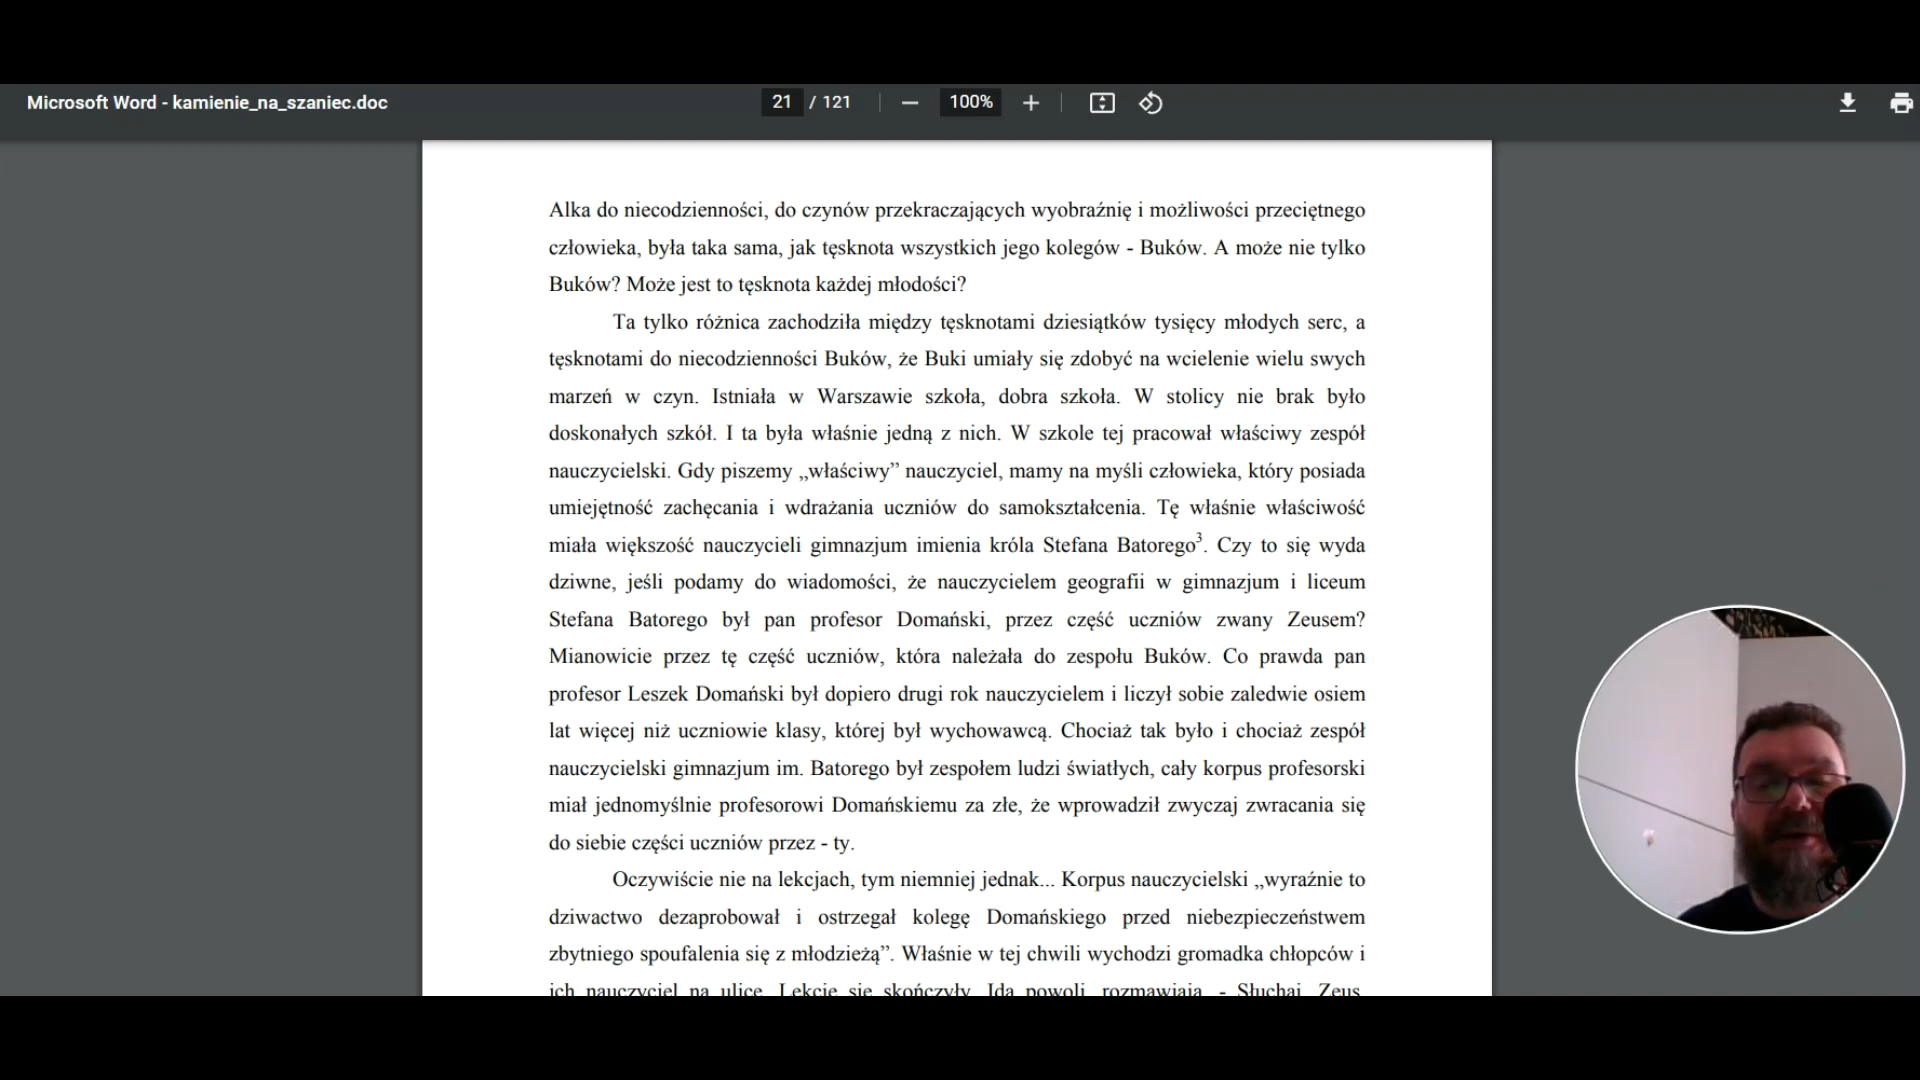 Microsoft Word - kamienie_na_szaniec.doc
21 / 121
100%
Alka do niecodzienności, do czynów przekraczających wyobraźnię i możliwości przeciętnego
człowieka, była taka sama, jak tęsknota wszystkich jego kolegów - Buków. A może nie tylko
Buków? Może jest to tęsknota każdej młodości?
Ta tylko różnica zachodziła między tęsknotami dziesiątków tysięcy młodych serc, a
tęsknotami do niecodzienności Buków, że Buki umiały się zdobyć na wcielenie wielu swych
marzeń w czyn. Istniała w Warszawie szkoła, dobra szkoła. W stolicy nie brak było
doskonałych szkół. I ta była właśnie jedną z nich. W szkole tej pracował właściwy zespół
nauczycielski. Gdy piszemy „właściwy” nauczyciel, mamy na myśli człowieka, który posiada
umiejętność zachęcania i wdrażania uczniów do samokształcenia. Tę właśnie właściwość
miała większość nauczycieli gimnazjum imienia króla Stefana Batorego3. Czy to się wyda
dziwne, jeśli podamy do wiadomości, że nauczycielem geografii w gimnazjum i liceum
Stefana Batorego był pan profesor Domański, przez część uczniów zwany Zeusem?
Mianowicie przez tę część uczniów, która należała do zespołu Buków. Co prawda pan
profesor Leszek Domański był dopiero drugi rok nauczycielem i liczył sobie zaledwie osiem
lat więcej niż uczniowie klasy, której był wychowawcą. Chociaż tak było i chociaż zespół
nauczycielski gimnazjum im. Batorego był zespołem ludzi światłych, cały korpus profesorski
miał jednomyślnie profesorowi Domańskiemu za złe, że wprowadził zwyczaj zwracania się
do siebie części uczniów przez - ty.
Oczywiście nie na lekcjach, tym niemniej jednak... Korpus nauczycielski „wyraźnie to
dziwactwo dezaprobował i ostrzegał kolegę Domańskiego przed niebezpieczeństwem
zbytniego spoufalenia się z młodzieżą”. Właśnie w tej chwili wychodzi gromadka chłopców i
ich nauczyciel na ulicę. Lekcje się skończyły. Idą powoli, rozmawiają. - Słuchaj, Zeus,